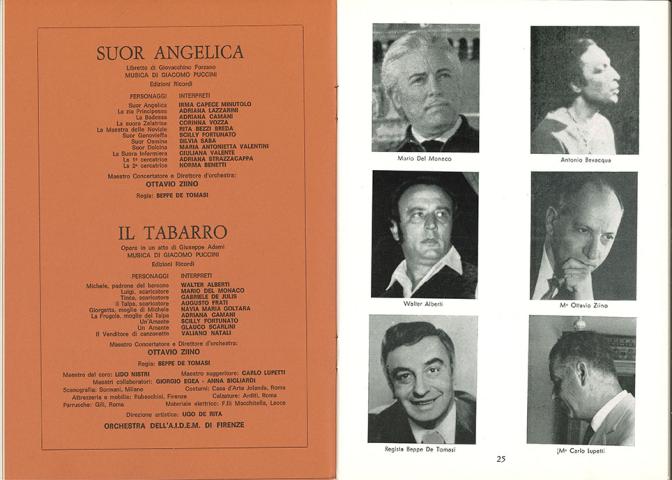 SUOR ANGELICA
Libretto di Giovacchino Forzano
MUSICA DI GIACOMO PUCCINI
Edizioni Ricordi
PERSONAGGI INTERPRETI
Suor Angelica IRMA CAPECE MINUTOLO
La zia Principessa ADRIANA LAZZARINI
La Badessa ADRIANA CAMANI
La suora Zelatrice CORINNA VOZZA
La Maestra delle Novizie RITA BEZZI BREDA
Suor Genovieffa SCILLY FORTUNATO
Suor Osmina SILVIA SABA
Suor Dolcina MARIA ANTONIETTA VALENTINI
La Suora Infermiera GIULIANA VALENTE
La 1ª cercatrice ADRIANA STRAZZACAPPA
La 2ª cercatrice NORMA BENETTI
Maestro Concertatore e Direttore d'orchestra:
OTTAVIO ZIINO
Regia: BEPPE DE TOMASI
IL TABARRO
Opera in un atto di Giuseppe Adami
MUSICA DI GIACOMO PUCCINI
Edizioni Ricordi
PERSONAGGI INTERPRETI
Michele, padrone del barcone WALTER ALBERTI
Luigi, scaricatore MARIO DEL MONACO
Tinca, scaricatore GABRIELE DE JULIS
Il Talpa, scaricatore AUGUSTO FRATI
Giorgetta, moglie di Michele NAVIA MARIA GOLTARA
La Frugola, moglie del Talpa ADRIANA CAMANI
Un'Amante SCILLY FORTUNATO
Un Amante GLAUCO SCARLINI
Il Venditore di canzonette VALIANO NATALI
Maestro Concertatore e Direttore d'orchestra:
OTTAVIO ZIINO
Regia: BEPPE DE TOMASI
Maestro del coro: LIDO NISTRI Maestro suggeritore: CARLO LUPETTI
Maestri collaboratori: GIORGIO EGEA - ANNA BIGLIARDI
Scenografia: Sormani, Milano Costumi: Casa d'Arte Jolanda, Roma
Attrezzeria e mobilia: Rubechini, Firenze Calzature: Arditi, Roma
Parrucche: Gili, Roma Materiale elettrico: F.lli Macchitella, Lecce
Direzione artistica: UGO DE RITA
ORCHESTRA DELL'A.I.D.E.M. DI FIRENZE
Mario Del Monaco
Antonio Bevacqua
Walter Alberti
Mº Ottavio Ziino
Regista Beppe De Tomasi
Mº Carlo Lupetti
25